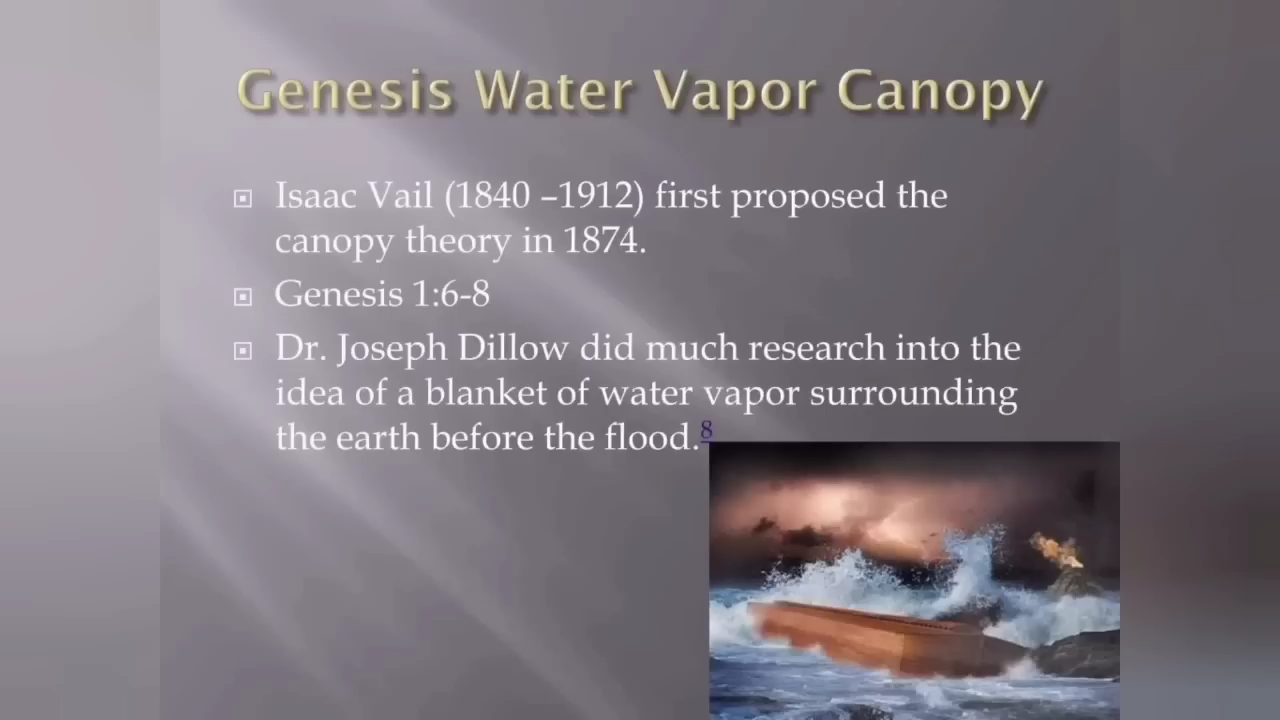 Genesis Water Vapor Canopy
Isaac Vail (1840 –1912) first proposed the
canopy theory in 1874.
Genesis 1:6-8
Dr. Joseph Dillow did much research into the
idea of a blanket of water vapor surrounding
the earth before the flood.8